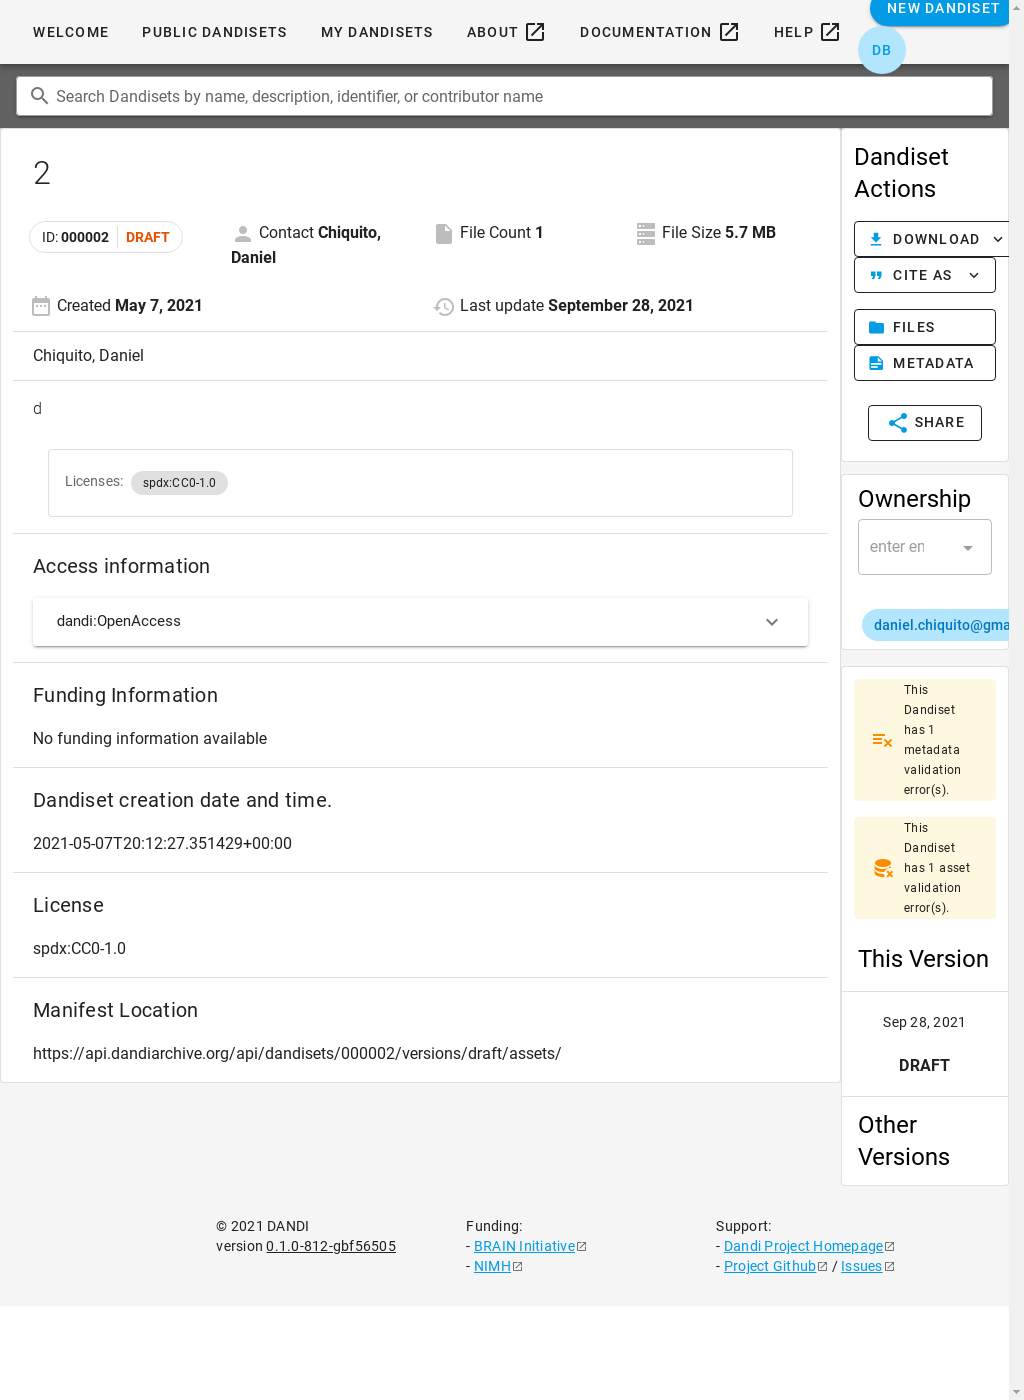 WELCOME
PUBLIC DANDISETS
MY DANDISETS
ABOUT
DOCUMENTATION
HELP
NEW DANDISET
DB
Search Dandisets by name, description, identifier, or contributor name
2
ID: 000002 DRAFT
Contact Chiquito,
Daniel
File Count 1
File Size 5.7 MB
Created May 7, 2021
Last update September 28, 2021
Chiquito, Daniel
d
Licenses: spdx:CC0-1.0
Access information
dandi:OpenAccess
Funding Information
No funding information available
Dandiset creation date and time.
2021-05-07T20:12:27.351429+00:00
License
spdx:CC0-1.0
Manifest Location
https://api.dandiarchive.org/api/dandisets/000002/versions/draft/assets/
Dandiset
Actions
DOWNLOAD
CITE AS
FILES
METADATA
SHARE
Ownership
enter en
daniel.chiquito@gma
This
Dandiset
has 1
metadata
validation
error(s).
This
Dandiset
has 1 asset
validation
error(s).
This Version
Sep 28, 2021
DRAFT
Other
Versions
© 2021 DANDI
version 0.1.0-812-gbf56505
Funding:
- BRAIN Initiative
- NIMH
Support:
- Dandi Project Homepage
- Project Github / Issues